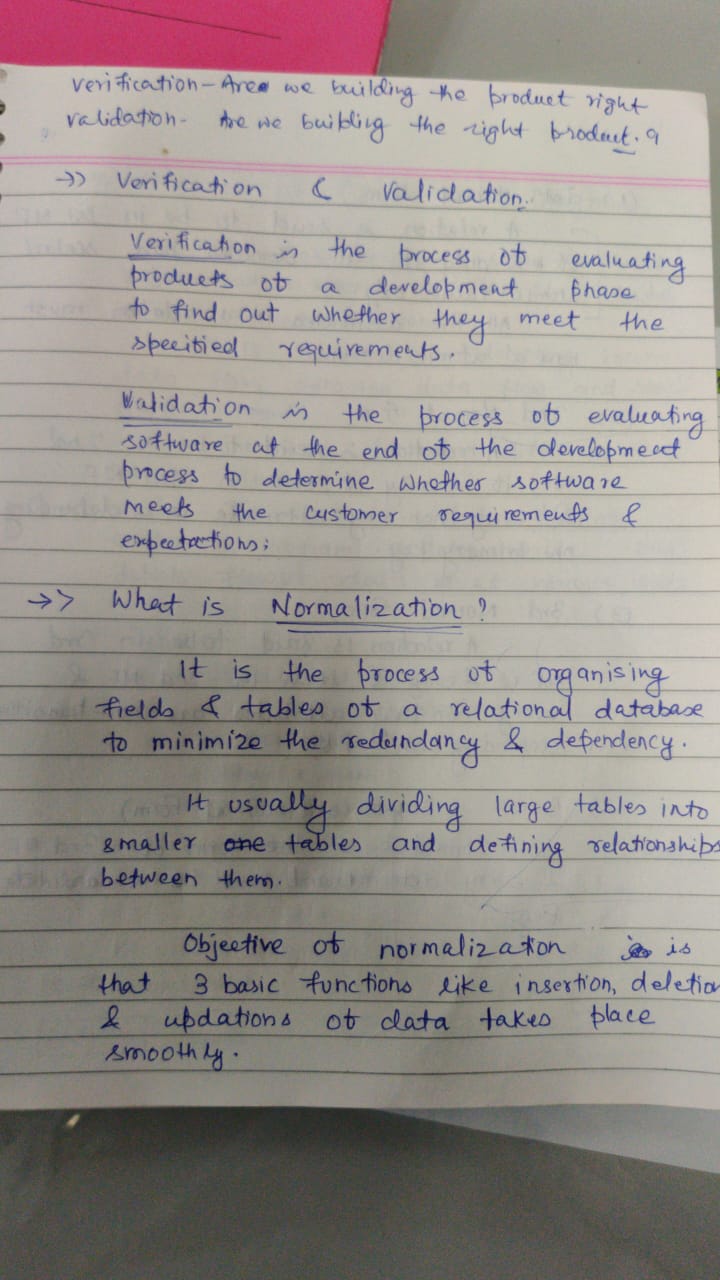 verification - Are we building the product right
validation - Are we building the right product. 9
->> Verification & Validation.
Verification is the process of evaluating
products of a development phase
to find out whether they meet the
specified requirements.
Validation is the process of evaluating
software at the end of the development
process to determine whether software
meets the customer requirements &
expectations;
->> What is Normalization?
It is the process of organising
fields & tables of a relational database
to minimize the redundancy & dependency.
It usually dividing large tables into
smaller one tables and defining relationships
between them.
Objective of normalization is
that 3 basic functions like insertion, deletion
& updations of data takes place
smoothly.